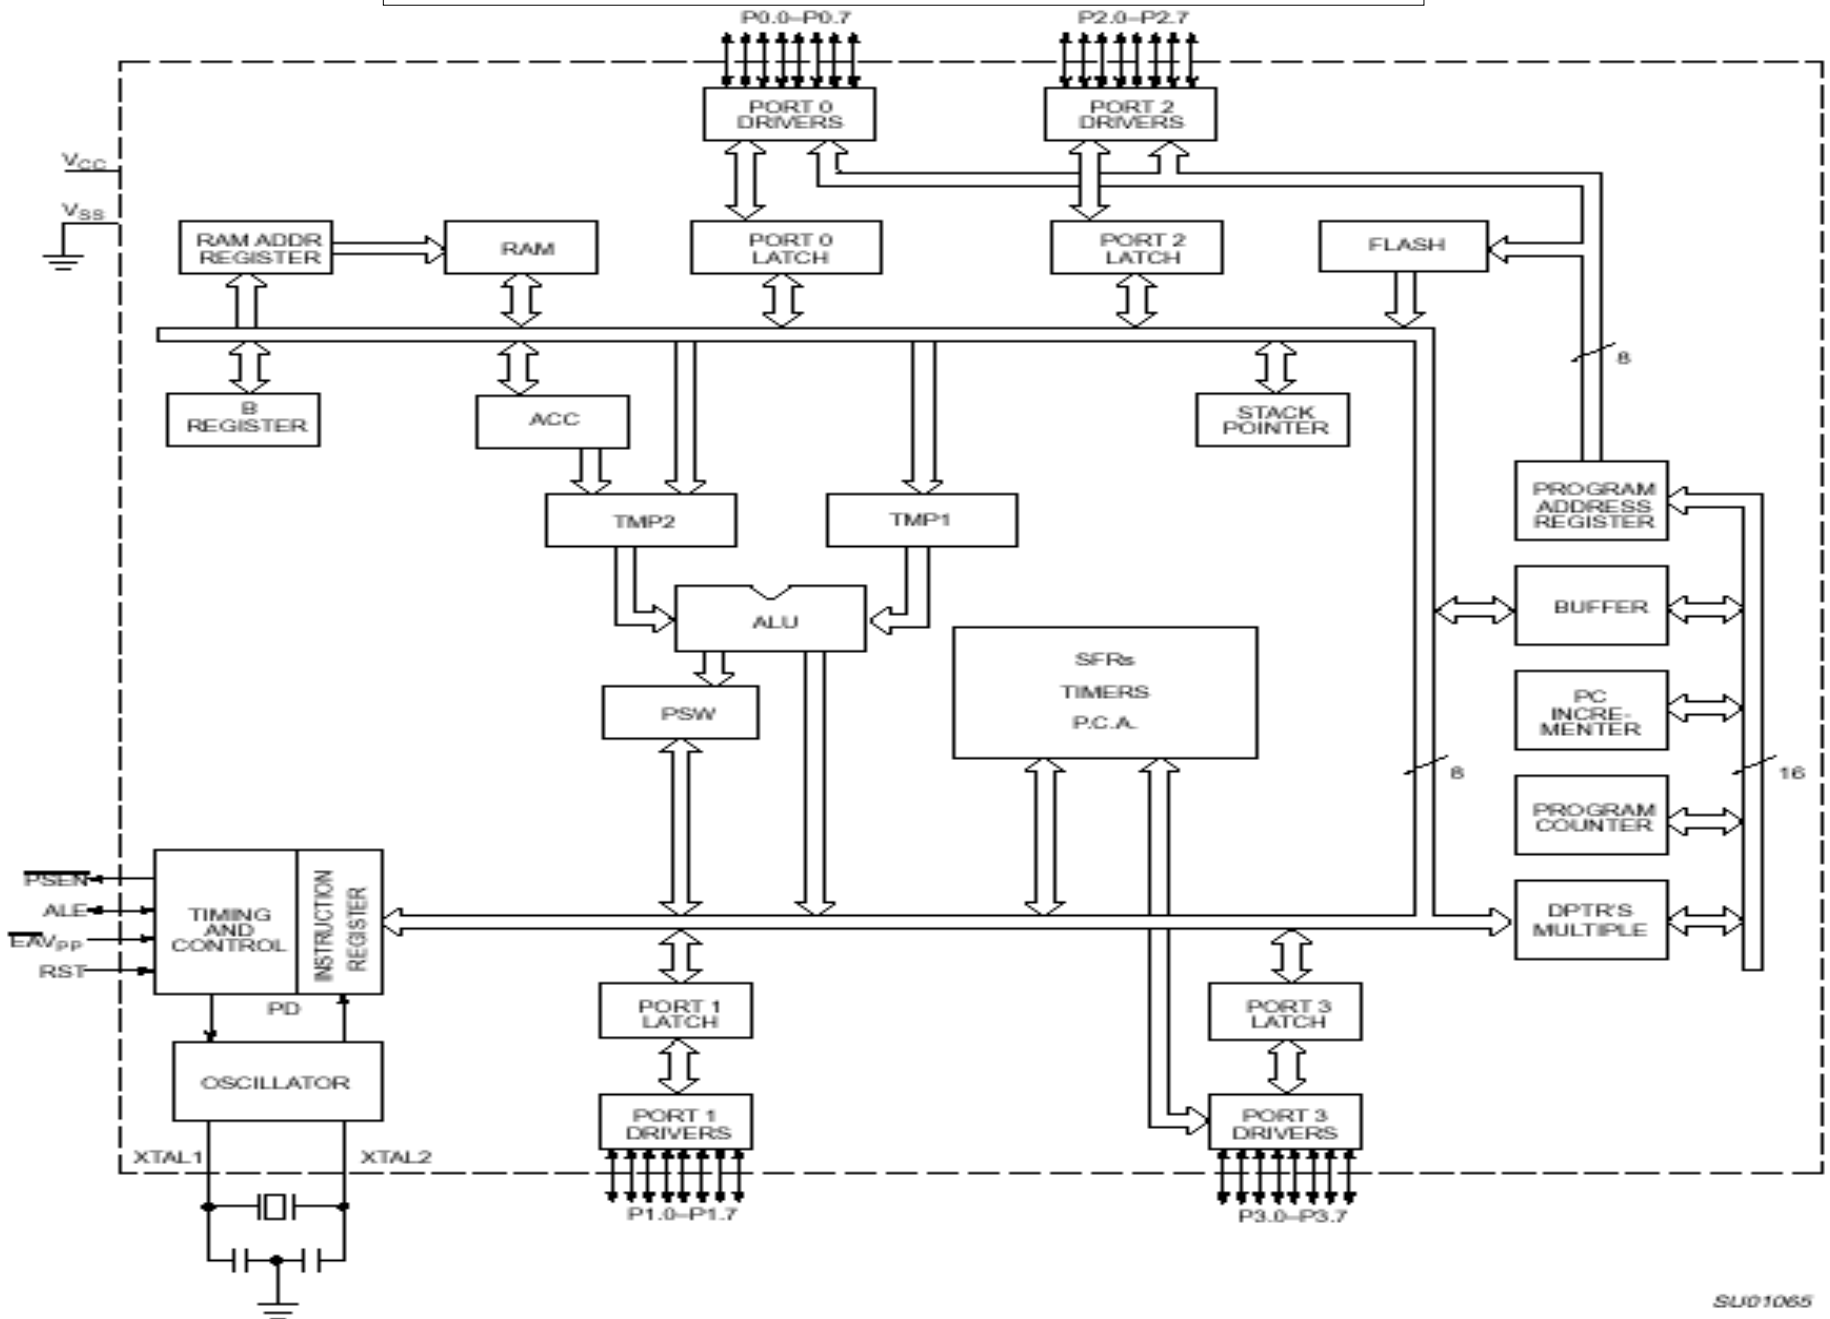 P0.0–P0.7
P2.0–P2.7
PORT 0
DRIVERS
PORT 2
DRIVERS
VCC
VSS
RAM ADDR
REGISTER
RAM
PORT 0
LATCH
PORT 2
LATCH
FLASH
8
B
REGISTER
ACC
STACK
POINTER
PROGRAM
ADDRESS
REGISTER
TMP2
TMP1
BUFFER
ALU
SFRs
TIMERS
P.C.A.
PSW
PC
INCRE-
MENTER
8
16
PROGRAM
COUNTER
PSEN
ALE
EAVPP
RST
TIMING
AND
CONTROL
INSTRUCTION
REGISTER
DPTR'S
MULTIPLE
PD
PORT 1
LATCH
PORT 3
LATCH
OSCILLATOR
PORT 1
DRIVERS
PORT 3
DRIVERS
XTAL1
XTAL2
P1.0–P1.7
P3.0–P3.7
SU01065